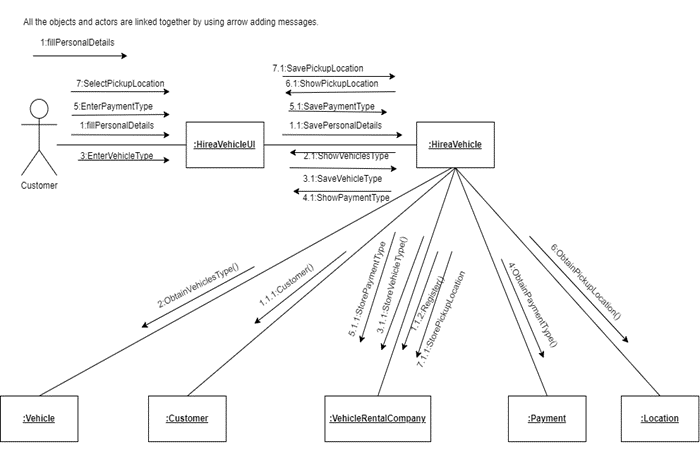 All the objects and actors are linked together by using arrow adding messages.
1:fillPersonalDetails
7:SelectPickupLocation
5:EnterPaymentType
1:fillPersonalDetails
3:EnterVehicleType
Customer
:HireaVehicleUI
7.1:SavePickupLocation
6.1:ShowPickupLocation
5.1:SavePaymentType
1.1:SavePersonalDetails
2.1:ShowVehiclesType
3.1:SaveVehicleType
4.1:ShowPaymentType
:HireaVehicle
2:ObtainVehiclesType()
1.1.1:Customer()
5.1.1:StorePaymentType
3.1.1:StoreVehicleType()
1.1.2:Register()
7.1.1:StorePickupLocation
4:ObtainPaymentType()
6:ObtainPickupLocation()
:Vehicle
:Customer
:VehicleRentalCompany
:Payment
:Location